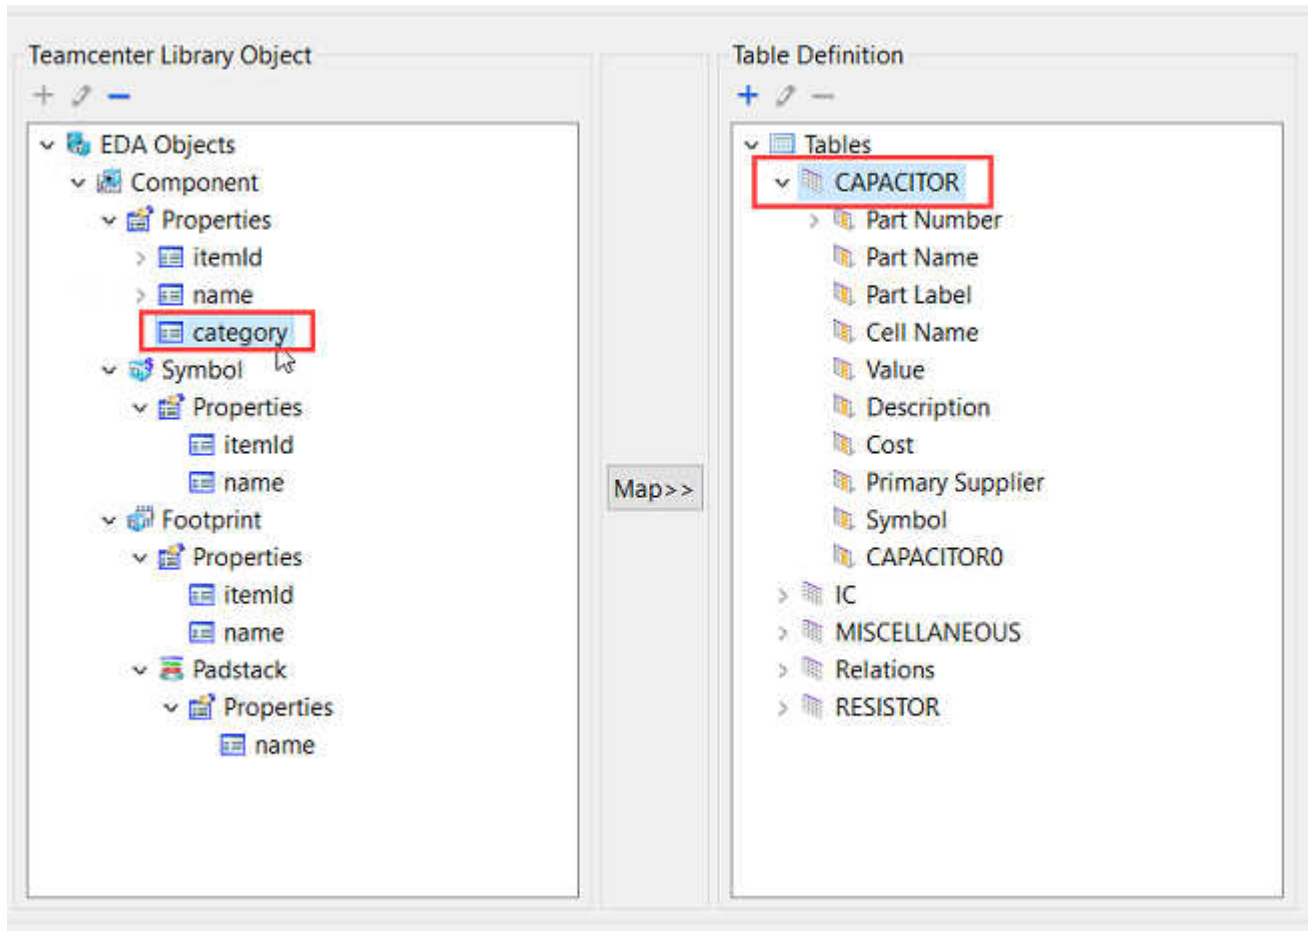 Teamcenter Library Object
EDA Objects
Component
Properties
itemId
name
category
Symbol
Properties
itemId
name
Footprint
Properties
itemId
name
Padstack
Properties
name
Map>>
Table Definition
Tables
CAPACITOR
Part Number
Part Name
Part Label
Cell Name
Value
Description
Cost
Primary Supplier
Symbol
CAPACITOR0
IC
MISCELLANEOUS
Relations
RESISTOR